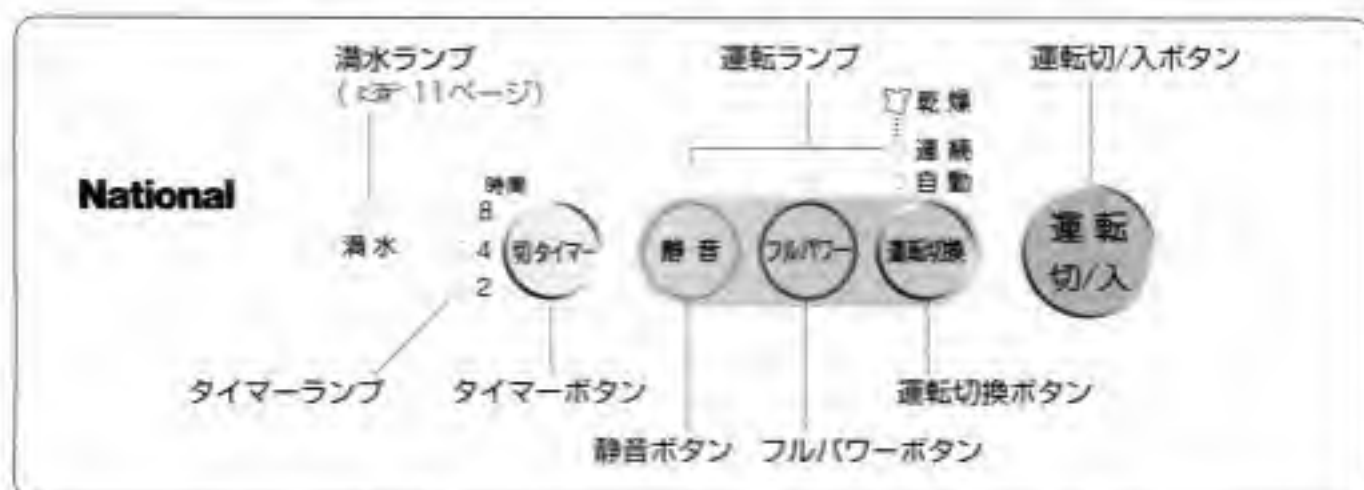 満水ランプ
(☞ 11ページ)
運転ランプ
運転切/入ボタン
乾燥
連続
自動
National
時間
8
4
2
満水
切タイマー
静音
フルパワー
運転切換
運転
切/入
タイマーランプ
タイマーボタン
運転切換ボタン
静音ボタン
フルパワーボタン